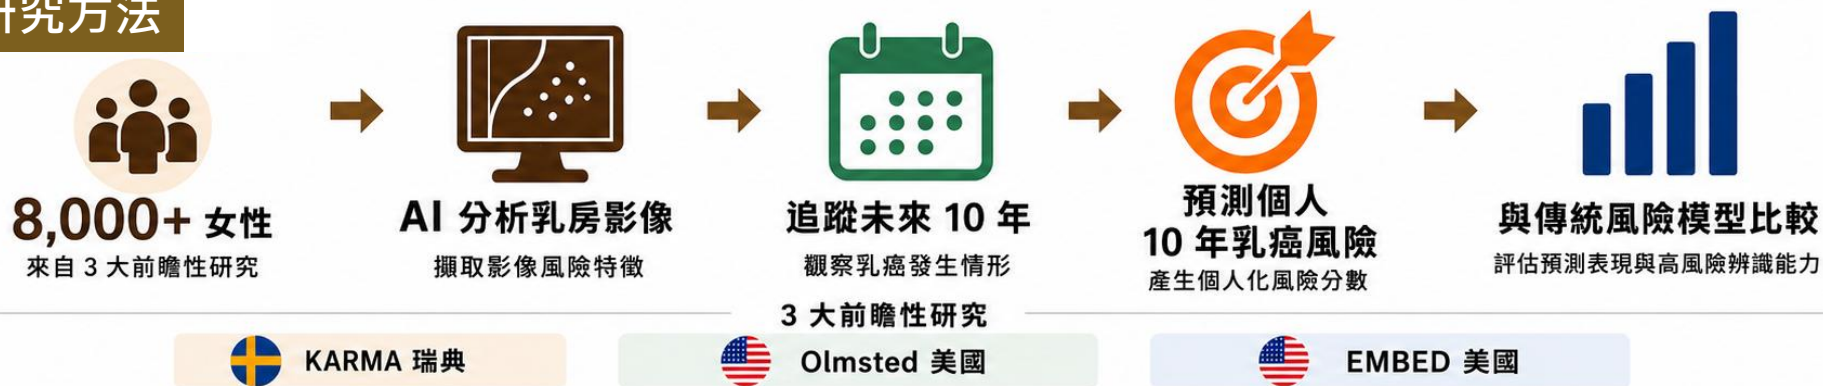 研究方法
8,000+ 女性
來自 3 大前瞻性研究
AI 分析乳房影像
擷取影像風險特徵
追蹤未來 10 年
觀察乳癌發生情形
預測個人
10 年乳癌風險
產生個人化風險分數
與傳統風險模型比較
評估預測表現與高風險辨識能力
3 大前瞻性研究
KARMA 瑞典
Olmsted 美國
EMBED 美國